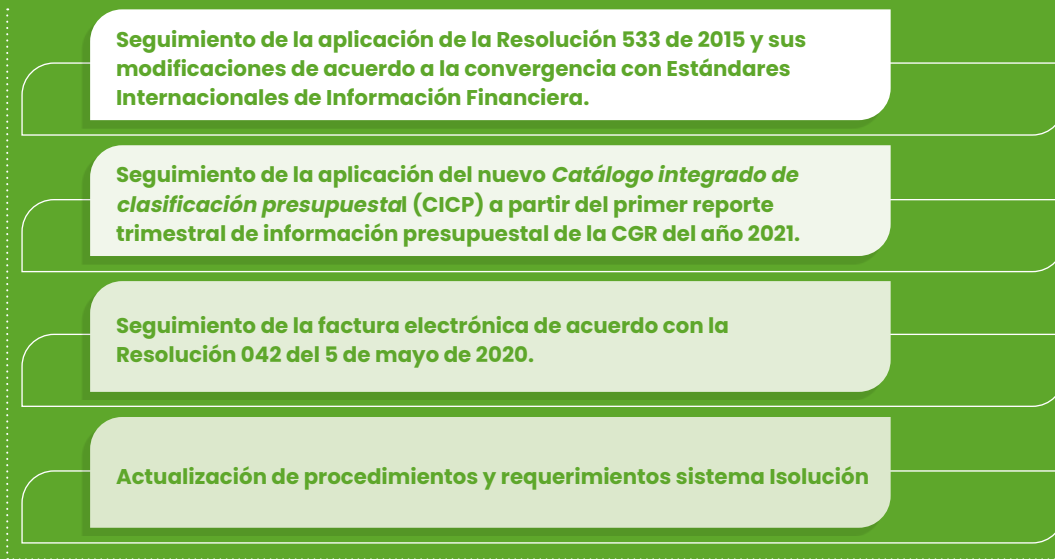 Seguimiento de la aplicación de la Resolución 533 de 2015 y sus
modificaciones de acuerdo a la convergencia con Estándares
Internacionales de Información Financiera.
Seguimiento de la aplicación del nuevo Catálogo integrado de
clasificación presupuestal (CICP) a partir del primer reporte
trimestral de información presupuestal de la CGR del año 2021.
Seguimiento de la factura electrónica de acuerdo con la
Resolución 042 del 5 de mayo de 2020.
Actualización de procedimientos y requerimientos sistema Isolución